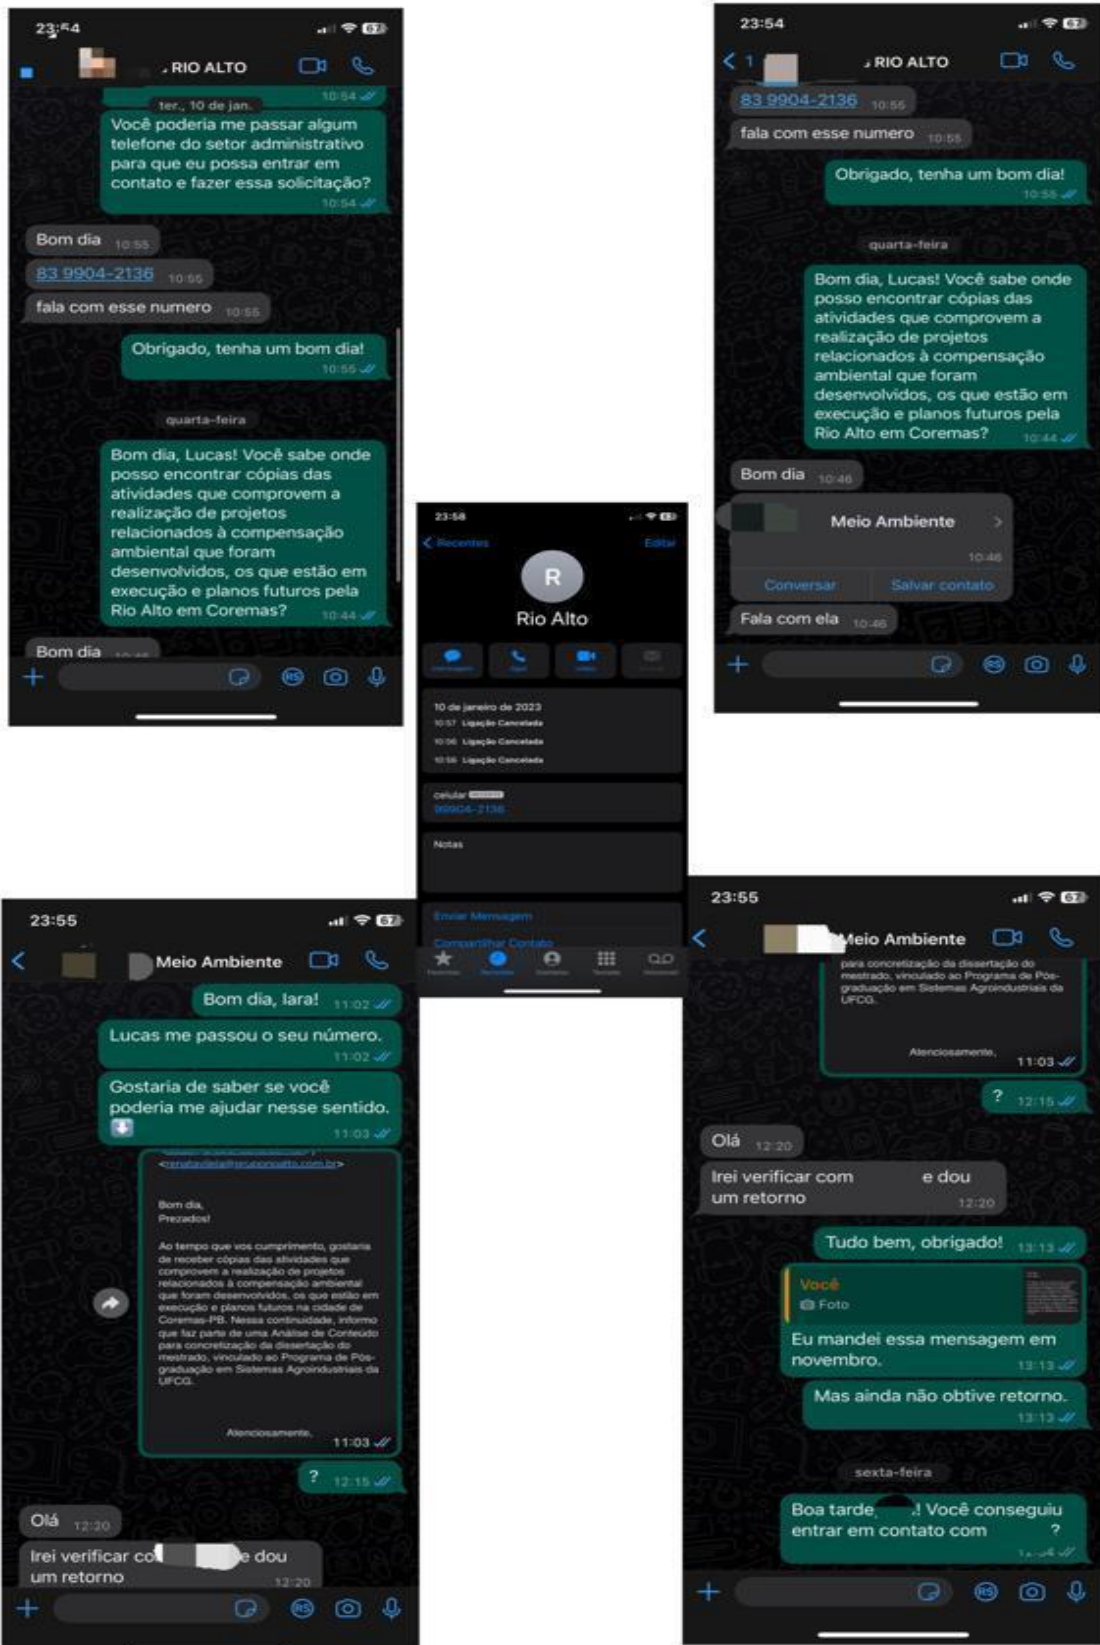 23:54
67
RIO ALTO
10:54
ter., 10 de jan.
Você poderia me passar algum
telefone do setor administrativo
para que eu possa entrar em
contato e fazer essa solicitação?
10:54
Bom dia 10:55
83 9904-2136 10:55
fala com esse numero 10:55
Obrigado, tenha um bom dia!
10:55
quarta-feira
Bom dia, Lucas! Você sabe onde
posso encontrar cópias das
atividades que comprovem a
realização de projetos
relacionados à compensação
ambiental que foram
desenvolvidos, os que estão em
execução e planos futuros pela
Rio Alto em Coremas? 10:44
Bom dia
23:54
67
1
RIO ALTO
83 9904-2136 10:55
fala com esse numero 10:55
Obrigado, tenha um bom dia!
10:55
quarta-feira
Bom dia, Lucas! Você sabe onde
posso encontrar cópias das
atividades que comprovem a
realização de projetos
relacionados à compensação
ambiental que foram
desenvolvidos, os que estão em
execução e planos futuros pela
Rio Alto em Coremas? 10:44
Bom dia 10:46
Meio Ambiente
10:46
Conversar Salvar contato
Fala com ela 10:46
23:58
Recentes Editar
R
Rio Alto
10 de janeiro de 2023
10:57 Ligação Cancelada
10:56 Ligação Cancelada
10:56 Ligação Cancelada
celular
99904-2136
Notas
Enviar Mensagem
Compartilhar Contato
23:55
67
Meio Ambiente
Bom dia, Iara! 11:02
Lucas me passou o seu número.
11:02
Gostaria de saber se você
poderia me ajudar nesse sentido.
11:03
Bom dia,
Prezados!
Ao tempo que vos cumprimento, gostaria
de receber cópias das atividades que
comprovem a realização de projetos
relacionados à compensação ambiental
que foram desenvolvidos, os que estão em
execução e planos futuros na cidade de
Coremas-PB. Nessa continuidade, informo
que faz parte de uma Análise de Conteúdo
para concretização da dissertação do
mestrado, vinculado ao Programa de Pós-
graduação em Sistemas Agroindustriais da
UFCG.
Atenciosamente,
11:03
? 12:15
Olá 12:20
Irei verificar co e dou
um retorno 12:20
23:55
67
Meio Ambiente
para concretização da dissertação do
mestrado, vinculado ao Programa de Pós-
graduação em Sistemas Agroindustriais da
UFCG.
Atenciosamente,
11:03
? 12:15
Olá 12:20
Irei verificar com e dou
um retorno 12:20
Tudo bem, obrigado! 13:13
Você
Foto
Eu mandei essa mensagem em
novembro. 13:13
Mas ainda não obtive retorno.
13:13
sexta-feira
Boa tarde, ! Você conseguiu
entrar em contato com ?